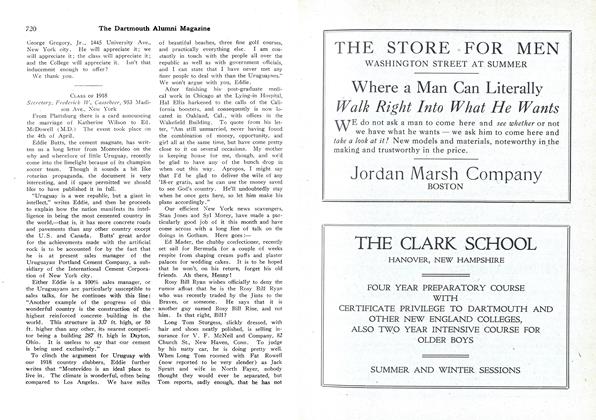 720 The Dartmouth Alumni Magazine
George Gregory, Jr., 1445 University Ave.,
New York city. He will appreciate it; we
will appreciate it; the class will appreciate it;
and the College will appreciate it. Isn't that
inducement enough to offer?
We thank you.
CLASS OF 1918
Secretary, Frederick W. Cassebeer, 953 Madi-
son Ave., New York
From Plattsburg there is a card announcing
the marriage of Katherine Wilson to Ed.
McDowell (M.D.) The event took place on
the 4th of April.
Eddie Butts, the cement magnate, has writ-
ten us a long letter from Montevideo on the
why and wherefore of little Uruguay, recently
come into the limelight because of its champion
soccer team. Though it sounds a bit like
rotarian propaganda, the document is very
interesting, and if space permitted we should
like to have published it in full.
"Uruguay is a wee republic, but a giant in
intellect," writes Eddie, and then he proceeds
to explain how the nation manifests its intel-
ligence in being the most cemented country in
the world,—that is, it has more concrete roads
and pavements than any other country except
the U.S. and Canada. Butts' great ardor
for the achievements made with the artificial
rock is to be accounted for by the fact that
he is at present sales manager of the
Uruguayan Portland Cement Company, a sub-
sidiary of the International Cement Corpora-
tion of New York city.
Either Eddie is a 100% sales manager, or
the Uruguayans are particularly susceptible to
sales talks, for he continues with this line:
"Another example of the progress of this
wonderful country is the construction of the
highest reinforced concrete building in the
world. This structure is 330 ft. high, or 50
ft. higher than any other, its nearest competi-
tor being a building 282 ft. high in Dayton,
Ohio. It is useless to say that our cement
is being used exclusively."
To clinch the argument for Uruguay with
our 1918 country clubbers, Eddie further
writes that "Montevideo is an ideal place to
live in. The climate is wonderful, often being
compared to Los Angeles. We have miles
of beautiful beaches, three fine golf courses,
and practically everything else. I am con-
stantly in touch with the people all over the
republic as well as with government officials,
and I can state that I have never met any
finer people to deal with than the Uruguayans."
We won't argue with you, Eddie.
After finishing his post-graduate medi-
cal work in Chicago at the Lying-in Hospital,
Hal Ellis harkened to the calls of the Cali-
fornia boosters, and consequently is now lo-
cated in Oakland, Cal., with offices in the
Wakefield Building. To quote from his let-
ter, "Am still unmarried, never having found
the combination of money, opportunity, and
girl all at the same time, but have come pretty
close to it on several occasions. My mother
is keeping house for me, though, and we'd
be glad to have any of the bunch drop in
when out this way. Apropos, I might say
that I'd be glad to deliver the wife of any
'18-er gratis, and he can use the money saved
to see God's country. He'll undoubtedly stay
when he once gets here, so let him make his
plans accordingly."
Our efficient New York news scavengers,
Stan Jones and Syl Morey, have made a par-
ticularly good job of it this month and have
come across with a long line of talk on the
doings in Gotham. Here goes:—
Ed Mader, the chubby confectioner, recently
set sail for Bermuda for a couple of weeks
respite from shaping cream puffs and plaster
palaces for wedding cakes. It is to be hoped
that he won't, on his return, forget his old
friends. Ah there, Henry!
Rosy Bill Ryan wishes officially to deny the
rumor afloat that he is the Rosy Bill Ryan
who was recently traded by the Jints to the
Braves or someone. He says that it is
another guy named Rosy Bill Rise, and not
him. Is that right, Bill?
Long Tom Sturgess, slickly dressed, with
hair and shoes neatly polished, is selling in-
surance for V. F. McNeil and Company, 82
Church St., New Haven, Conn. To judge
by his natty car, he is doing pretty well.
When Long Tom roomed with Fat Rowell
(now reported to be very slender) as Jack
Spratt and wife in North Fayer, nobody
thought they would ever be separated, but
Tom reports, sadly enough, that he has not
THE STORE FOR MEN
WASHINGTON STREET AT SUMMER
Where a Man Can Literally
Walk Right Into What He Wants
WE do not ask a man to come here and see whether or not
we have what he wants — we ask him to come here and
take a look at it! New models and materials, noteworthy in the
making and trustworthy in the price.
Jordan Marsh Company
BOSTON
THE CLARK SCHOOL
HANOVER, NEW HAMPSHIRE
FOUR YEAR PREPARATORY COURSE
WITH
CERTIFICATE PRIVILEGE TO DARTMOUTH AND
OTHER NEW ENGLAND COLLEGES,
ALSO TWO YEAR INTENSIVE COURSE FOR
OLDER BOYS
SUMMER AND WINTER SESSIONS